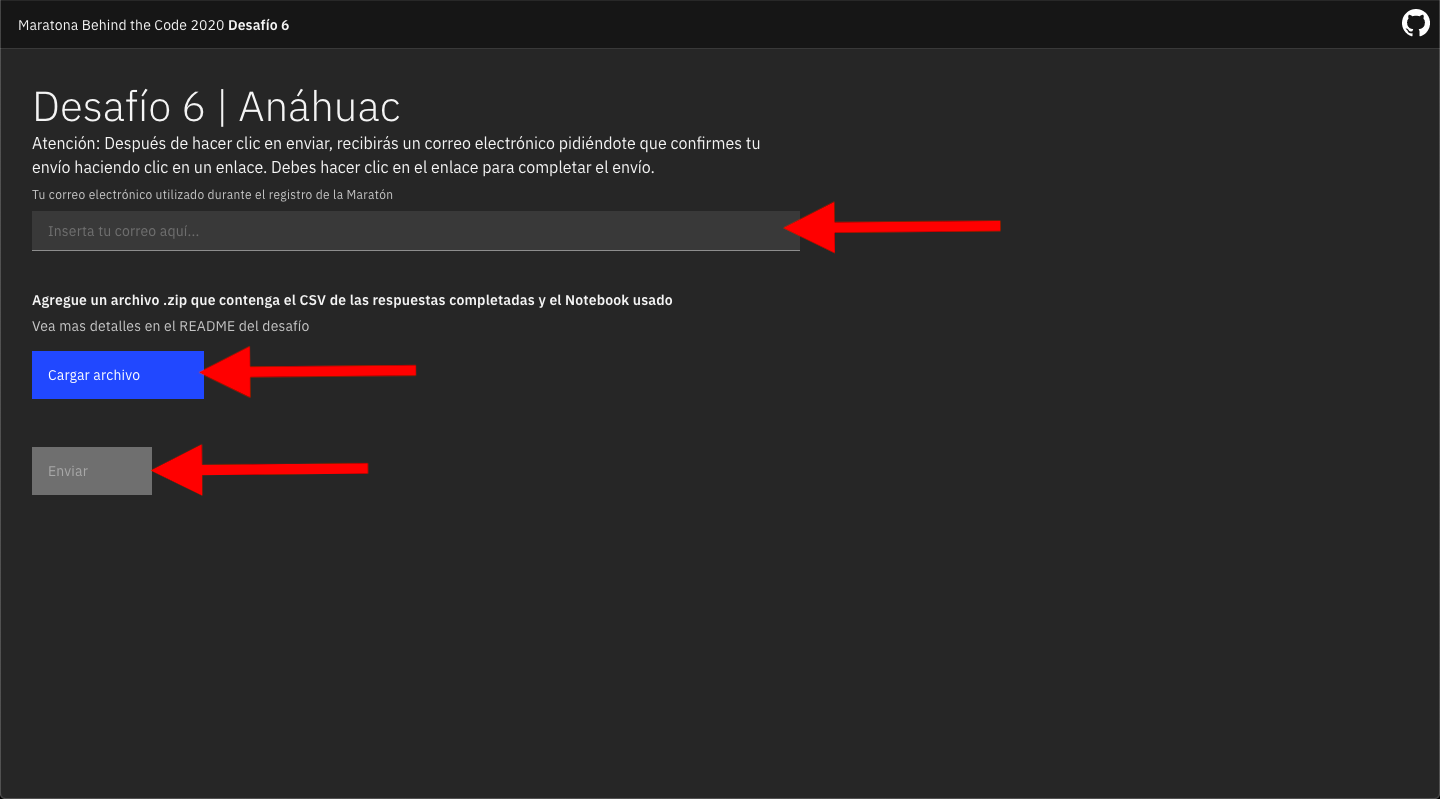 Maratona Behind the Code 2020 Desafío 6
Desafío 6 | Anáhuac
Atención: Después de hacer clic en enviar, recibirás un correo electrónico pidiéndote que confirmes tu
envío haciendo clic en un enlace. Debes hacer clic en el enlace para completar el envío.
Tu correo electrónico utilizado durante el registro de la Maratón
Inserta tu correo aquí...
Agregue un archivo .zip que contenga el CSV de las respuestas completadas y el Notebook usado
Vea mas detalles en el README del desafío
Cargar archivo
Enviar